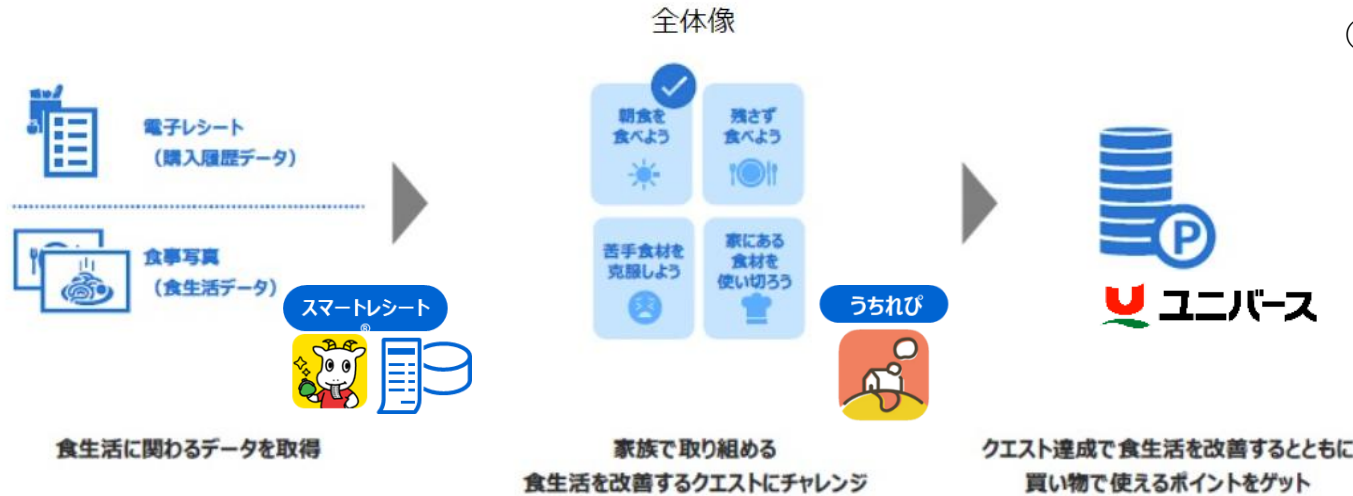 全体像
電子レシート
(購入履歴データ)
食事写真
(食生活データ)
スマートレシート
®
食生活に関わるデータを取得
朝食を
食べよう
残さず
食べよう
苦手食材を
克服しよう
家にある
食材を
使い切ろう
うちれぴ
家族で取り組める
食生活を改善するクエストにチャレンジ
P
ユニバース
クエスト達成で食生活を改善するとともに
買い物で使えるポイントをゲット